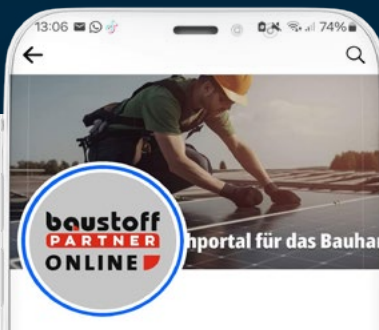 13:06
74%
baustoff
PARTNER
ONLINE
hportal für das Bauha